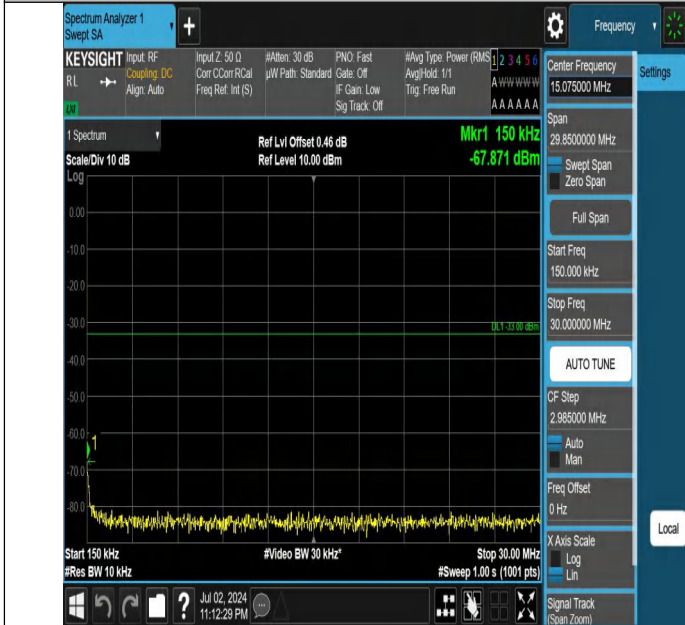 Spectrum Analyzer 1
Swept SA
+
Frequency
KEYSIGHT
RL
Input: RF
Coupling: DC
Align: Auto
Input Z: 50 Ω
Corr CCorr RCal
Freq Ref: Int (S)
#Atten: 30 dB
µW Path: Standard
PNO: Fast
Gate: Off
IF Gain: Low
Sig Track: Off
#Avg Type: Power (RMS
Avg|Hold: 1/1
Trig: Free Run
1 2 3 4 5 6
A W W W W W
A A A A A A
1 Spectrum
Scale/Div 10 dB
Ref Lvl Offset 0.46 dB
Ref Level 10.00 dBm
Mkr1 150 kHz
-67.871 dBm
Log
0.00
-10.0
-20.0
-30.0
DL1 -33.00 dBm
-40.0
-50.0
-60.0
1
-70.0
-80.0
Start 150 kHz
#Video BW 30 kHz*
Stop 30.00 MHz
#Res BW 10 kHz
#Sweep 1.00 s (1001 pts)
?
Jul 02, 2024
11:12:29 PM
Center Frequency
15.075000 MHz
Settings
Span
29.8500000 MHz
Swept Span
Zero Span
Full Span
Start Freq
150.000 kHz
Stop Freq
30.000000 MHz
AUTO TUNE
CF Step
2.985000 MHz
Auto
Man
Freq Offset
0 Hz
X Axis Scale
Log
Lin
Local
Signal Track
(Span Zoom)